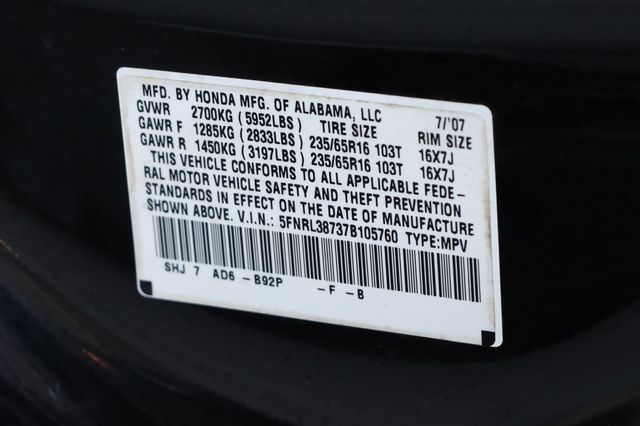 MFD. BY HONDA MFG. OF ALABAMA, LLC 7/'07
GVWR 2700KG (5952LBS) TIRE SIZE RIM SIZE
GAWR F 1285KG (2833LBS) 235/65R16 103T 16X7J
GAWR R 1450KG (3197LBS) 235/65R16 103T 16X7J
THIS VEHICLE CONFORMS TO ALL APPLICABLE FEDE-
RAL MOTOR VEHICLE SAFETY AND THEFT PREVENTION
STANDARDS IN EFFECT ON THE DATE OF MANUFACTURE
SHOWN ABOVE. V.I.N.: 5FNRL38737B105760 TYPE:MPV
SHJ 7 AD6 -B92P -F -B